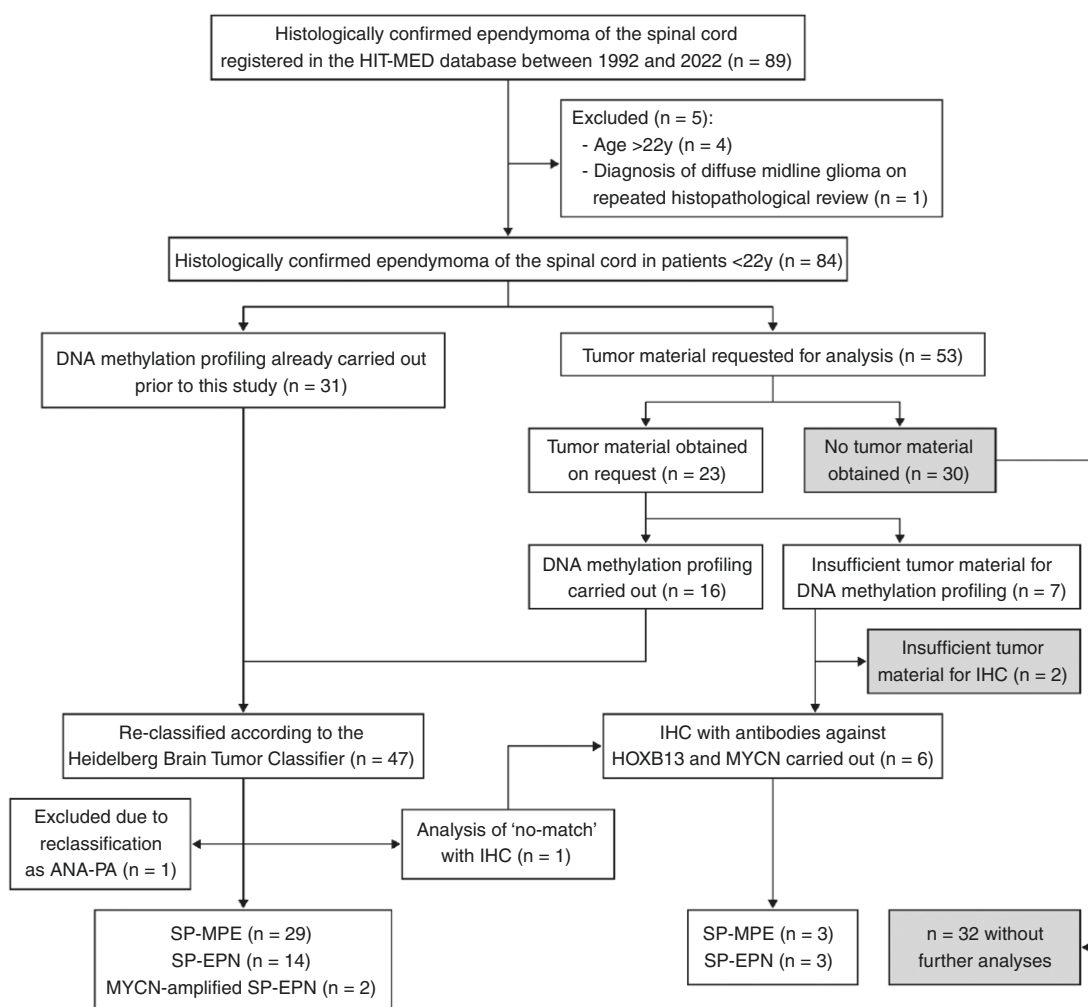 Histologically confirmed ependymoma of the spinal cord
registered in the HIT-MED database between 1992 and 2022 (n = 89)
Excluded (n = 5):
- Age >22y (n = 4)
- Diagnosis of diffuse midline glioma on
repeated histopathological review (n = 1)
Histologically confirmed ependymoma of the spinal cord in patients <22y (n = 84)
DNA methylation profiling already carried out
prior to this study (n = 31)
Tumor material requested for analysis (n = 53)
Tumor material obtained
on request (n = 23)
No tumor material
obtained (n = 30)
DNA methylation profiling
carried out (n = 16)
Insufficient tumor material for
DNA methylation profiling (n = 7)
Insufficient tumor
material for IHC (n = 2)
Re-classified according to the
Heidelberg Brain Tumor Classifier (n = 47)
IHC with antibodies against
HOXB13 and MYCN carried out (n = 6)
Excluded due to
reclassification
as ANA-PA (n = 1)
Analysis of ‘no-match’
with IHC (n = 1)
SP-MPE (n = 29)
SP-EPN (n = 14)
MYCN-amplified SP-EPN (n = 2)
SP-MPE (n = 3)
SP-EPN (n = 3)
n = 32 without
further analyses